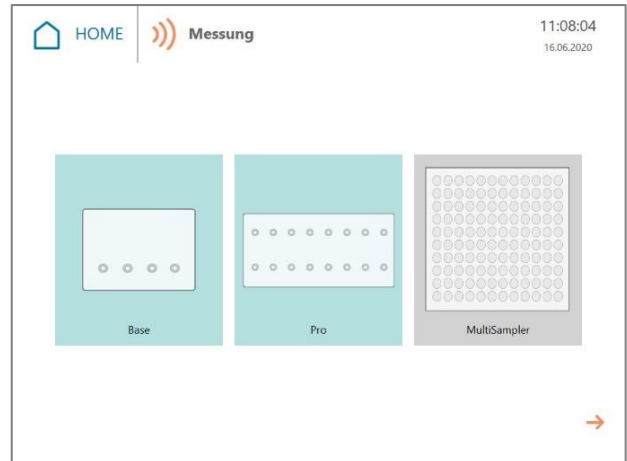 HOME
Messung
11:08:04
16.06.2020
Base
Pro
MultiSampler